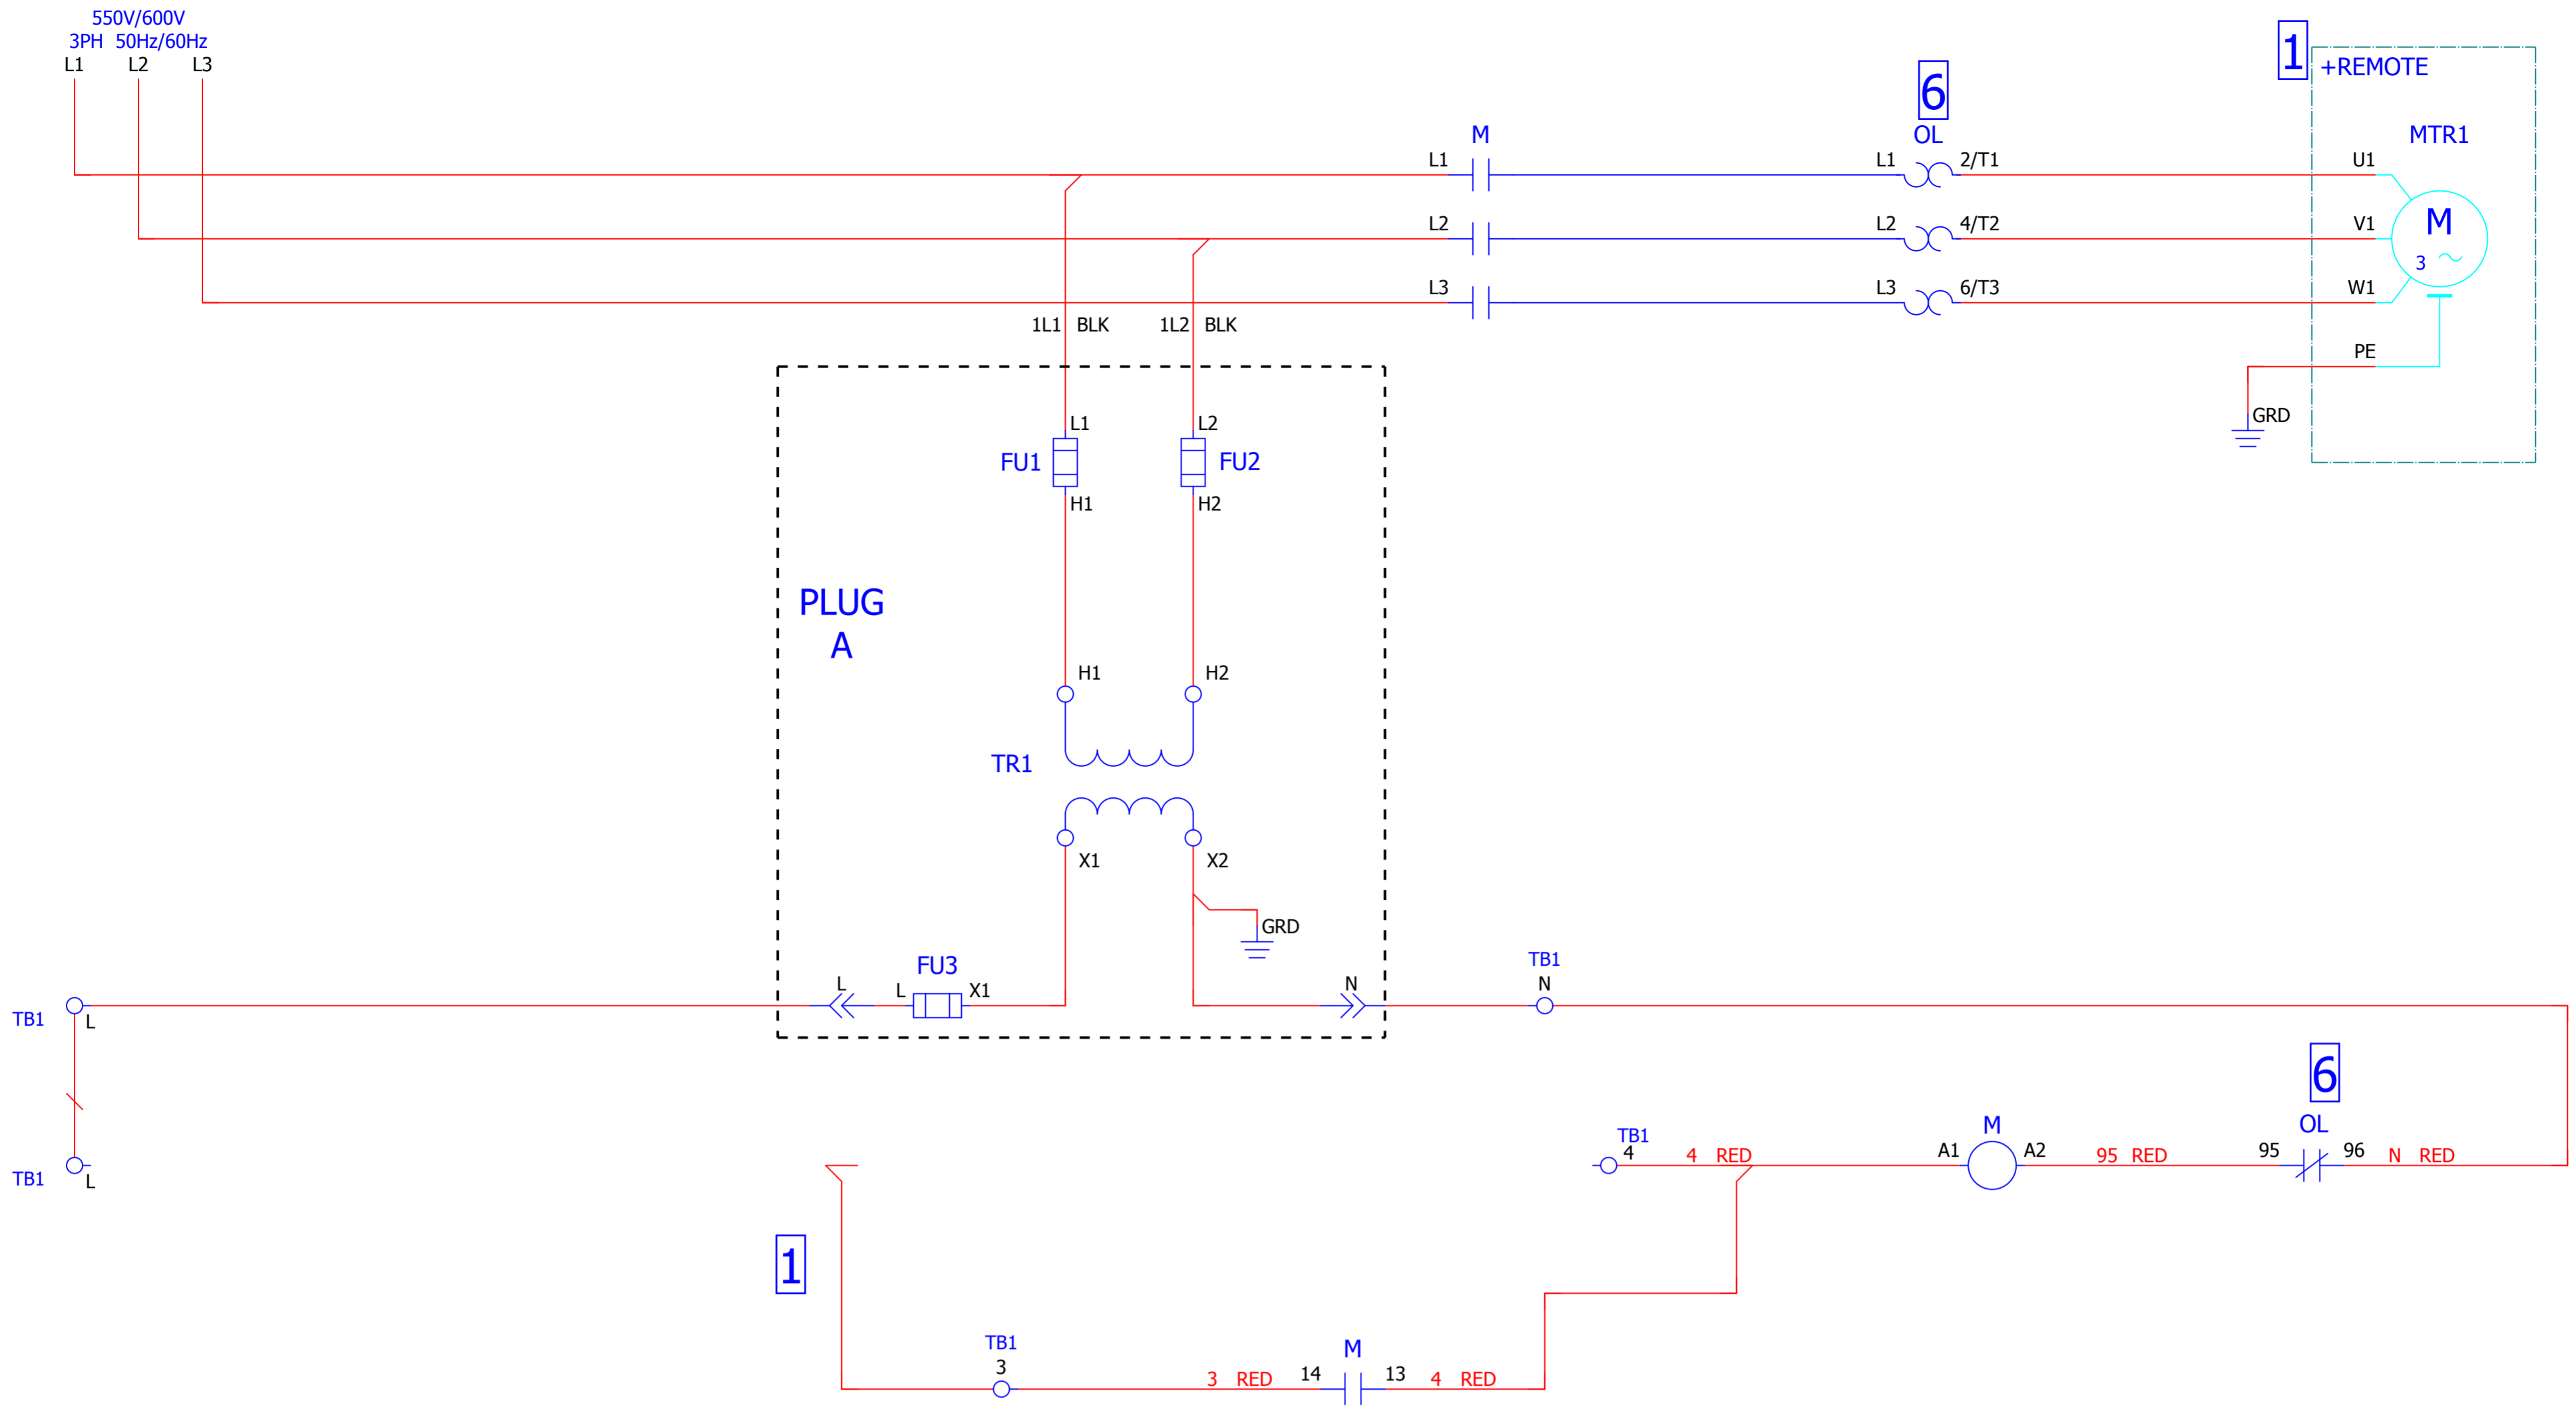 550V/600V
3PH 50Hz/60Hz
L1 L2 L3
1
+REMOTE
6
OL
M
MTR1
L1
L1 2/T1
U1
M
3
L2
L2 4/T2
V1
L3
L3 6/T3
W1
1L1 BLK
1L2 BLK
PE
GRD
L1
L2
FU1
FU2
H1
H2
PLUG
A
H1
H2
TR1
X1
X2
GRD
FU3
L
L
X1
N
TB1
N
TB1
L
6
OL
M
TB1
4
4 RED
A1
A2
95 RED
95
96
N RED
TB1
L
1
TB1
3
3 RED
14
M
13
4 RED